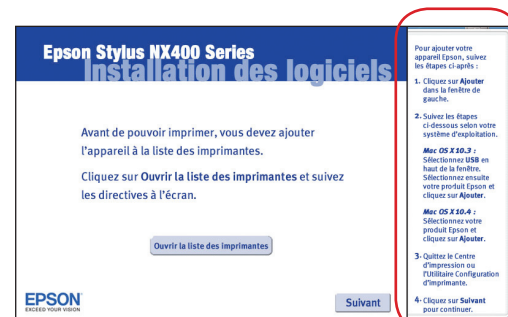 Epson Stylus NX400 Series
Installation des logiciels
Avant de pouvoir imprimer, vous devez ajouter
l'appareil à la liste des imprimantes.
Cliquez sur Ouvrir la liste des imprimantes et suivez
les directives à l'écran.
Ouvrir la liste des imprimantes
EPSON
EXCEED YOUR VISION
Suivant
Pour ajouter votre
appareil Epson, suivez
les étapes ci-après :
1. Cliquez sur Ajouter
dans la fenêtre de
gauche.
2. Suivez les étapes
ci-dessous selon votre
système d'exploitation.
Mac OS X 10.3 :
Sélectionnez USB en
haut de la fenêtre.
Sélectionnez ensuite
votre produit Epson et
cliquez sur Ajouter.
Mac OS X 10.4 :
Sélectionnez votre
produit Epson et
cliquez sur Ajouter.
3. Quittez le Centre
d'impression ou
l'Utilitaire Configuration
d'imprimante.
4. Cliquez sur Suivant
pour continuer.